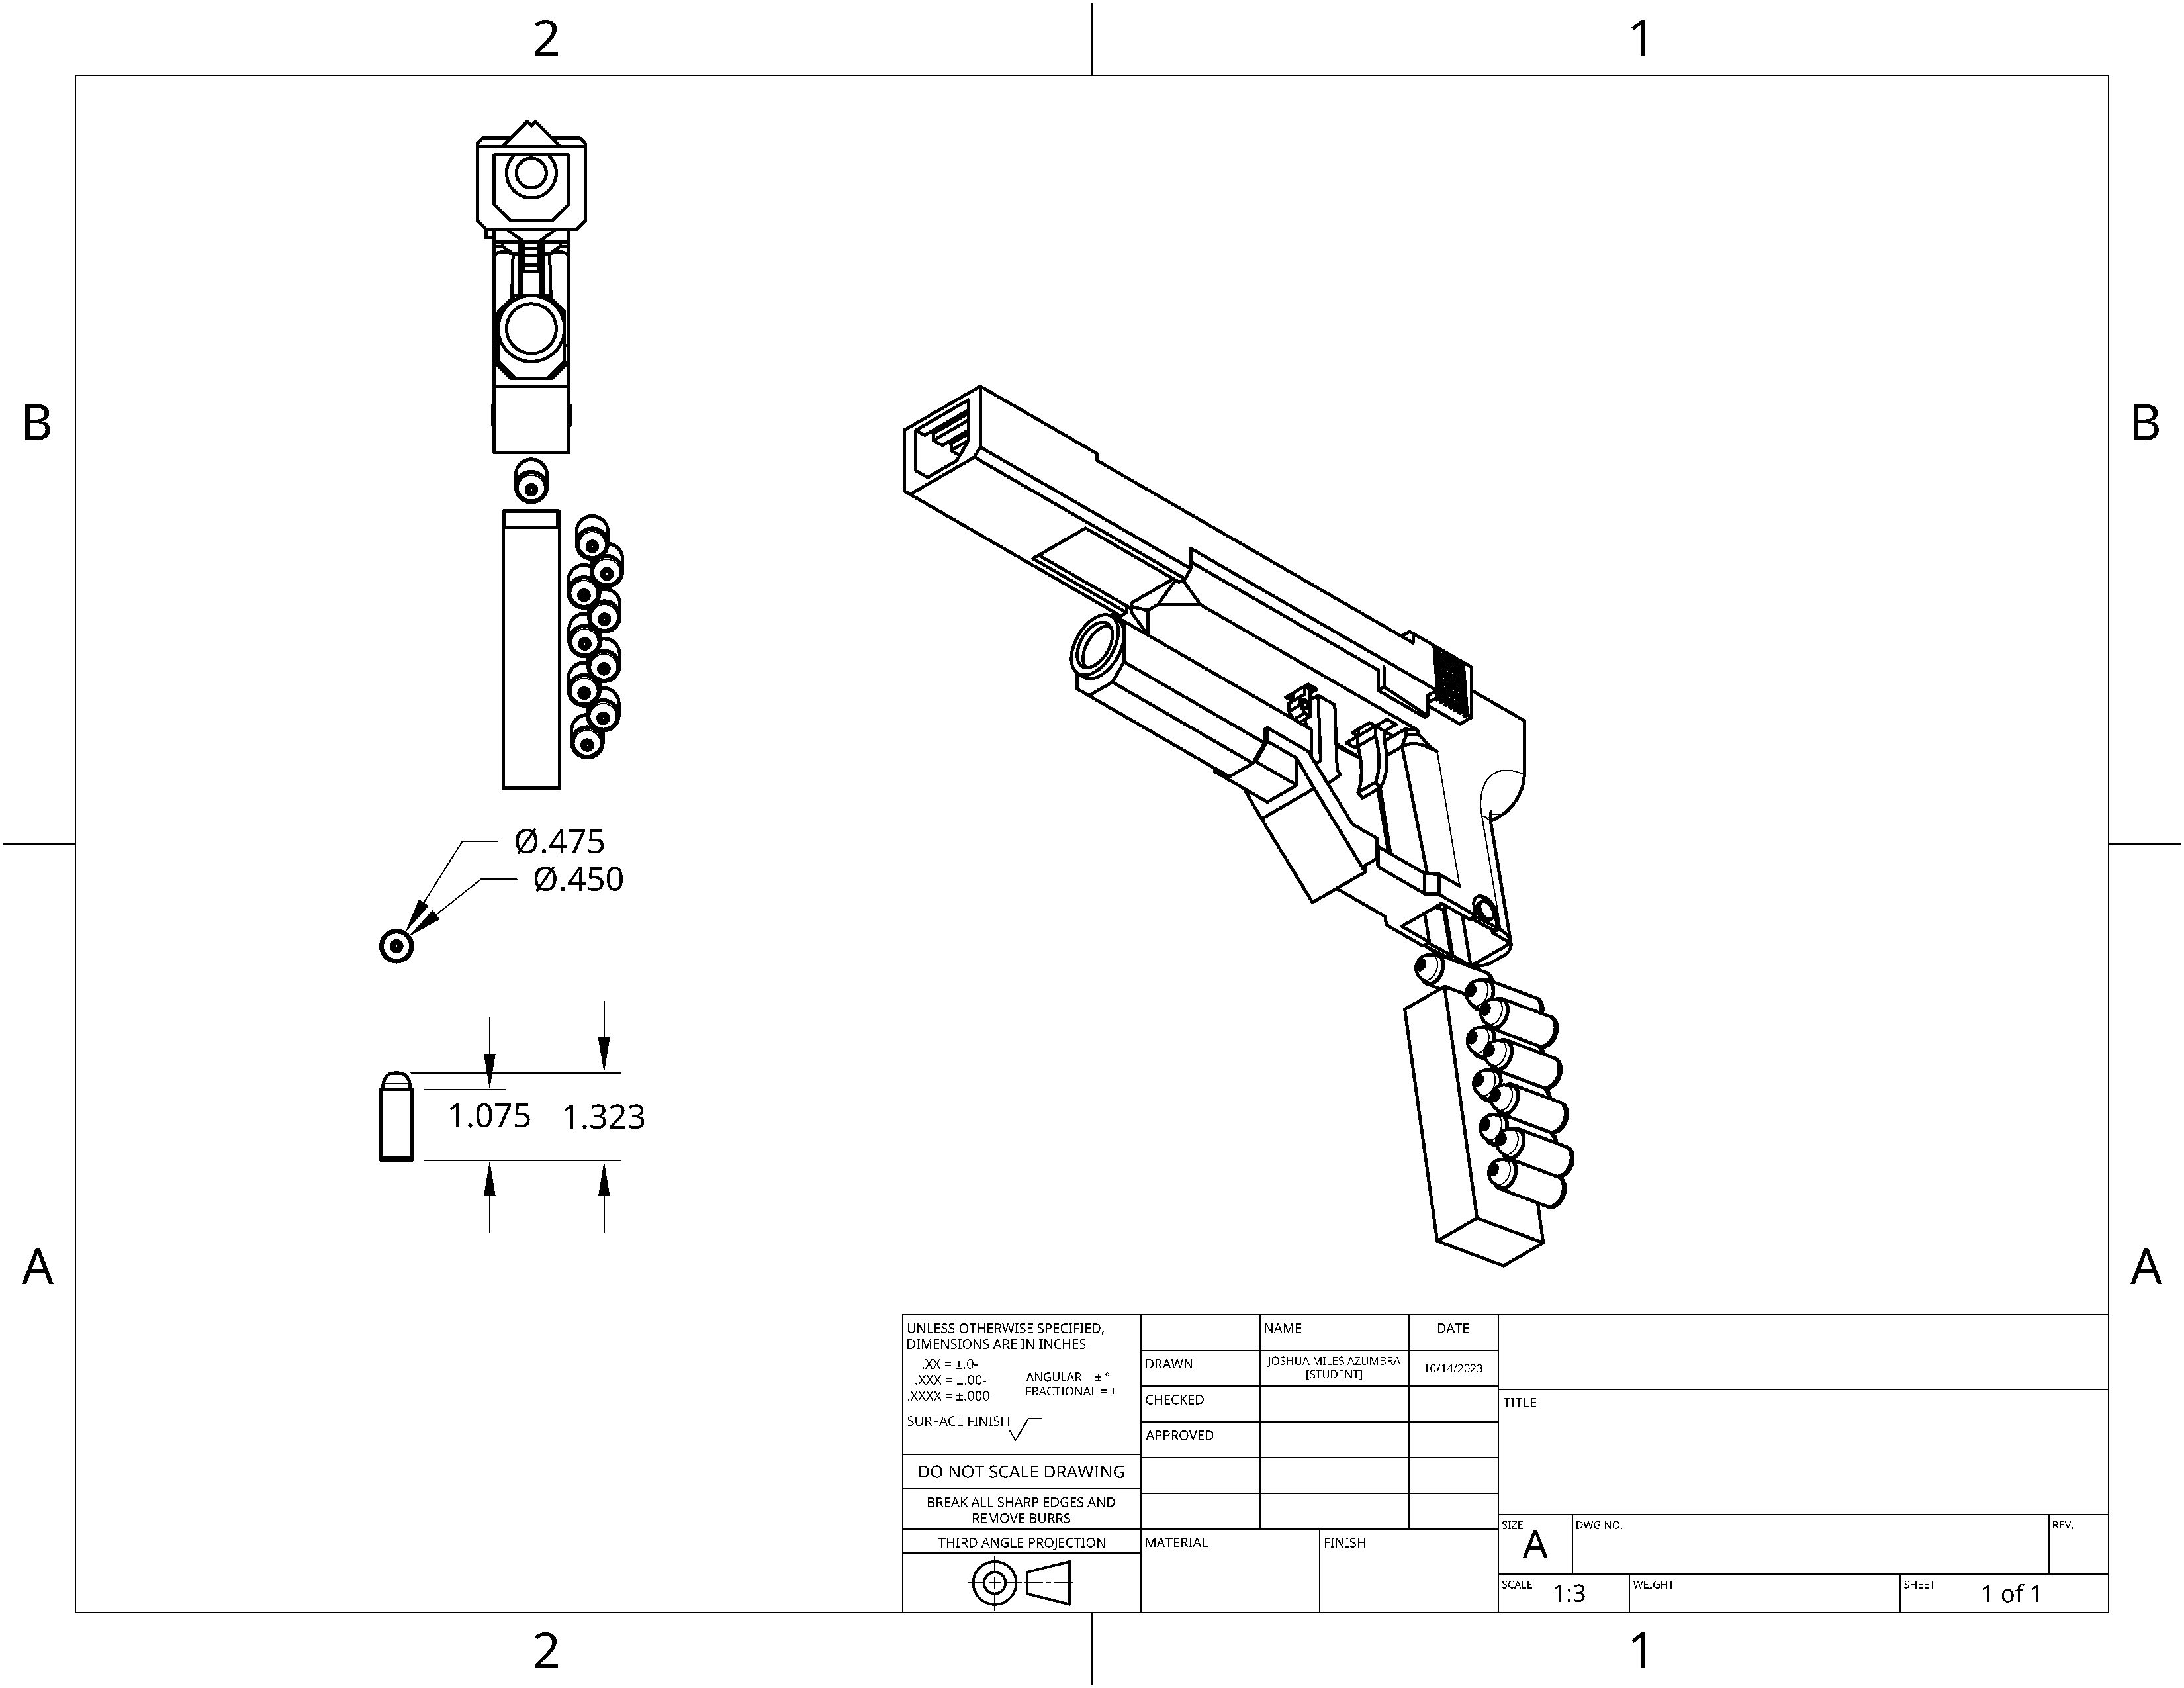 2 1
B B
Ø.475
Ø.450
1.075 1.323
A A
UNLESS OTHERWISE SPECIFIED,
DIMENSIONS ARE IN INCHES
.XX = ±.0-
.XXX = ±.00-
.XXXX = ±.000-
ANGULAR = ± °
FRACTIONAL = ±
SURFACE FINISH
DO NOT SCALE DRAWING
BREAK ALL SHARP EDGES AND
REMOVE BURRS
THIRD ANGLE PROJECTION
NAME DATE
DRAWN JOSHUA MILES AZUMBRA
[STUDENT] 10/14/2023
CHECKED
APPROVED
MATERIAL FINISH
TITLE
SIZE A DWG NO. REV.
SCALE 1:3 WEIGHT SHEET 1 of 1
2 1